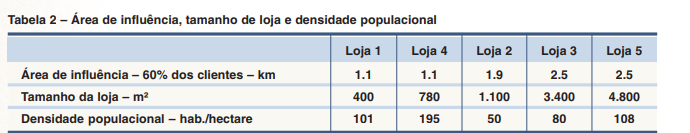 Tabela 2 – Área de influência, tamanho de loja e densidade populacional
Loja 1 Loja 4 Loja 2 Loja 3 Loja 5
Área de influência – 60% dos clientes – km 1.1 1.1 1.9 2.5 2.5
Tamanho da loja – m² 400 780 1.100 3.400 4.800
Densidade populacional – hab./hectare 101 195 50 80 108